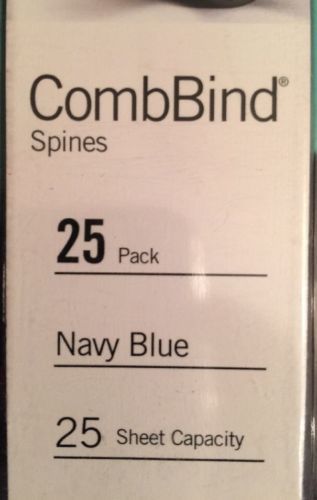 CombBind®
Spines
25 Pack
Navy Blue
25 Sheet Capacity